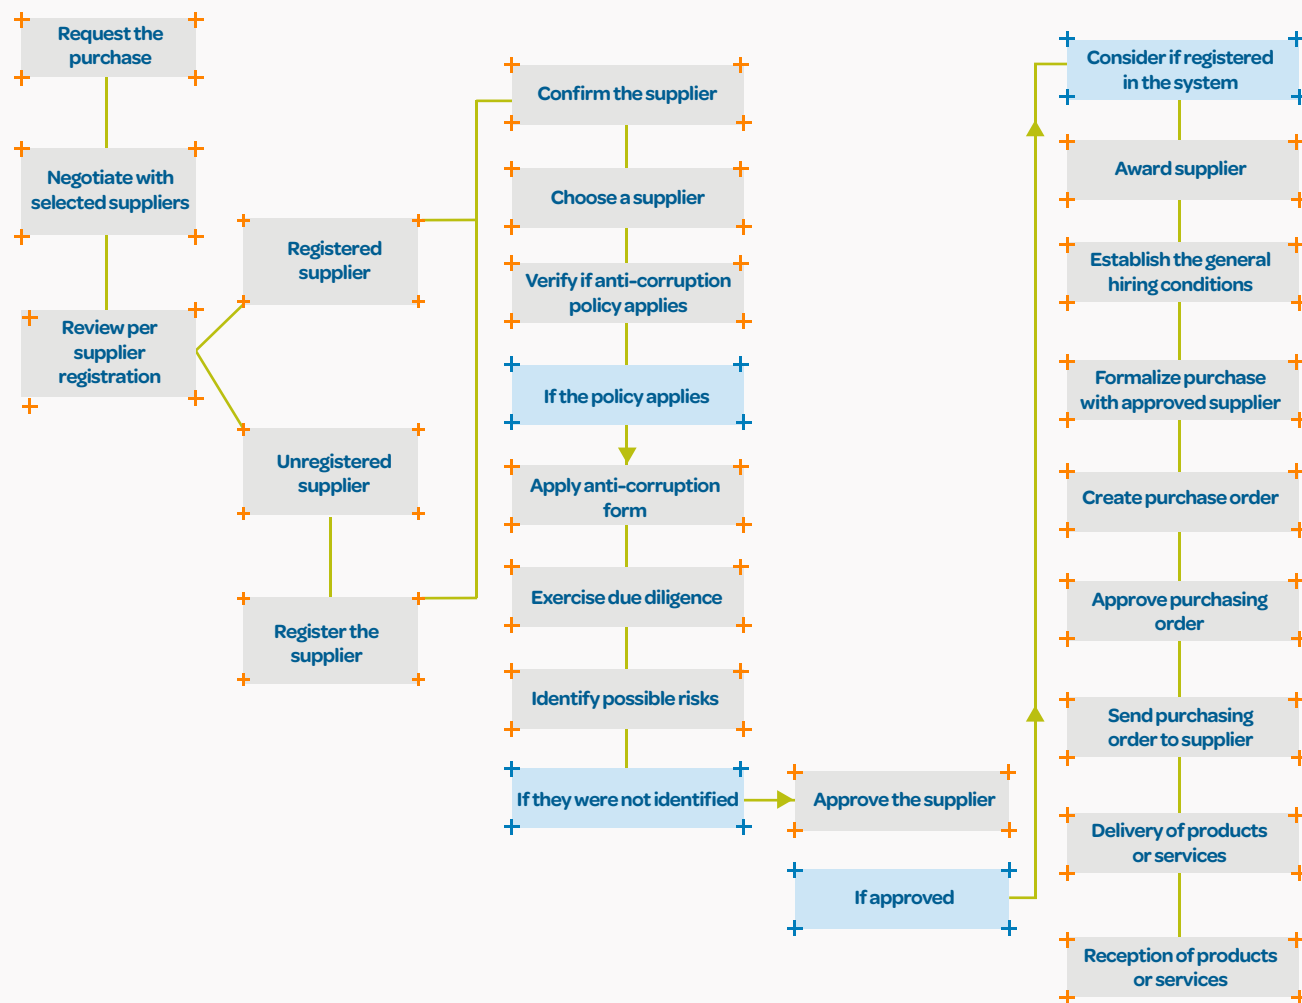 Request the
purchase
Negotiate with
selected suppliers
Review per
supplier
registration
Registered
supplier
Unregistered
supplier
Register the
supplier
Confirm the supplier
Choose a supplier
Verify if anti-corruption
policy applies
If the policy applies
Apply anti-corruption
form
Exercise due diligence
Identify possible risks
If they were not identified
Approve the supplier
If approved
Consider if registered
in the system
Award supplier
Establish the general
hiring conditions
Formalize purchase
with approved supplier
Create purchase order
Approve purchasing
order
Send purchasing
order to supplier
Delivery of products
or services
Reception of products
or services